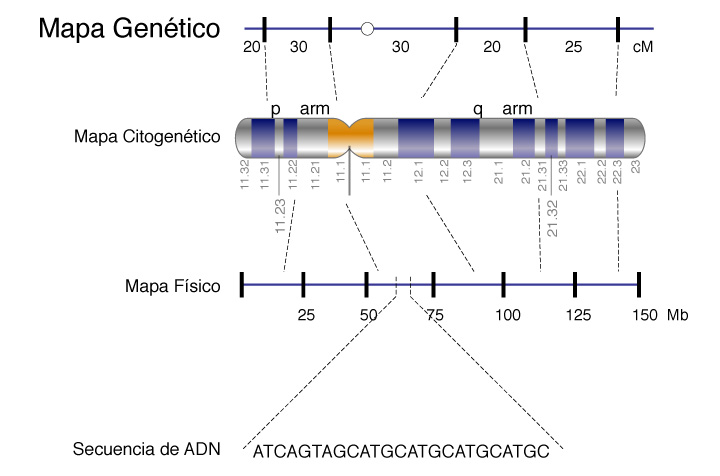 Mapa Genético
20 30 30 20 25 cM
p arm q arm
Mapa Citogenético
11.32 11.31 11.23 11.22 11.21 11.1 11.1 11.2 12.1 12.2 12.3 21.1 21.2 21.31 21.32 21.33 22.1 22.2 22.3 23
Mapa Físico
25 50 75 100 125 150 Mb
Secuencia de ADN ATCAGTAGCATGCATGCATGCATGC